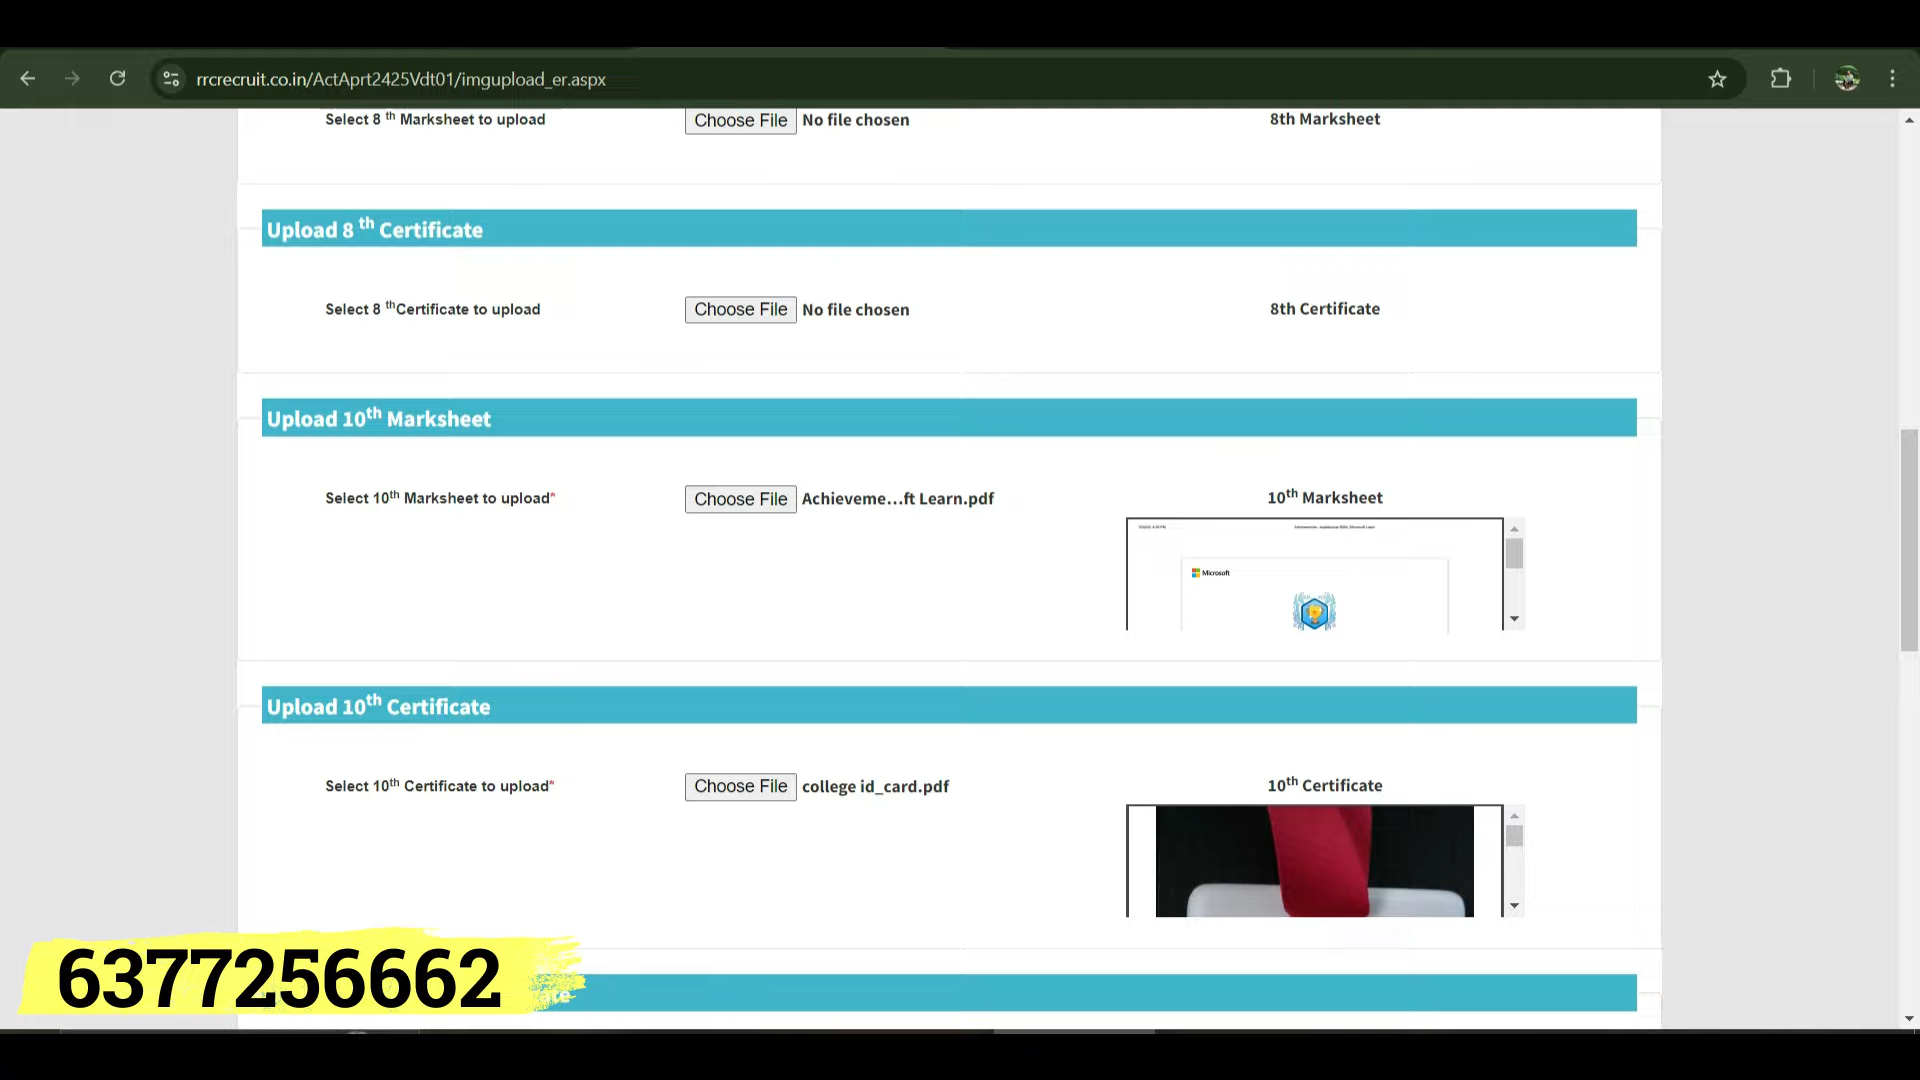 rrcrecruit.co.in/ActAprt2425Vdt01/imgupload_er.aspx
Select 8 th Marksheet to upload Choose File No file chosen 8th Marksheet
Upload 8 th Certificate
Select 8 thCertificate to upload Choose File No file chosen 8th Certificate
Upload 10th Marksheet
Select 10th Marksheet to upload* Choose File Achieveme...ft Learn.pdf 10th Marksheet
Microsoft
Upload 10th Certificate
Select 10th Certificate to upload* Choose File college id_card.pdf 10th Certificate
6377256662